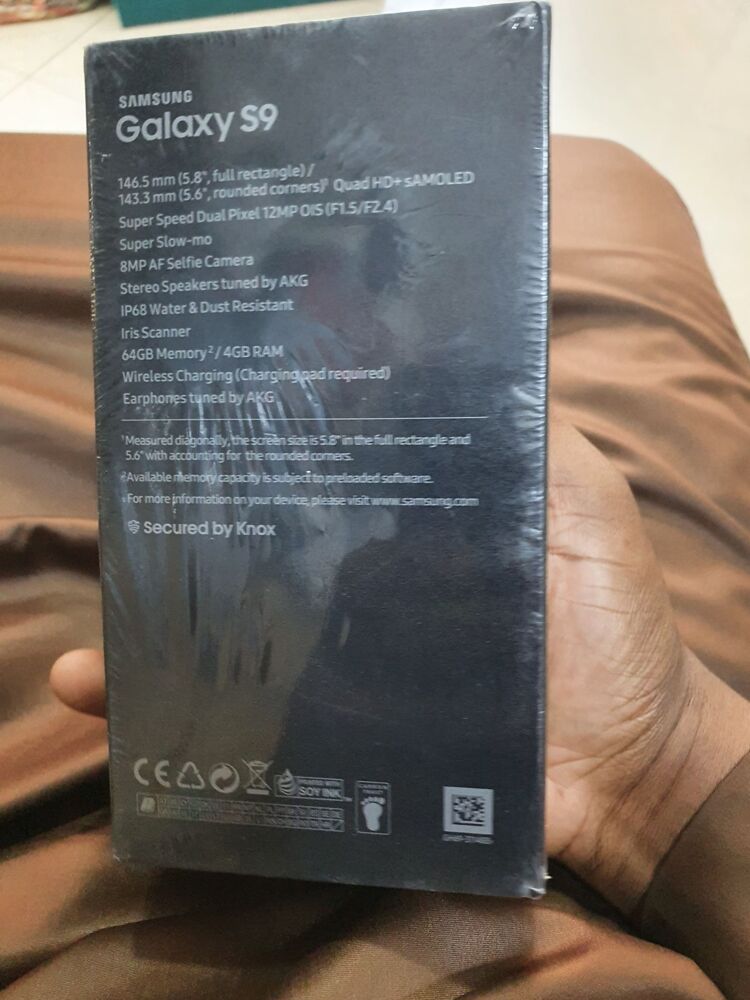 SAMSUNG
Galaxy S9
146.5 mm (5.8", full rectangle) /
143.3 mm (5.6", rounded corners)¹ Quad HD+ sAMOLED
Super Speed Dual Pixel 12MP OIS (F1.5/F2.4)
Super Slow-mo
8MP AF Selfie Camera
Stereo Speakers tuned by AKG
IP68 Water & Dust Resistant
Iris Scanner
64GB Memory² / 4GB RAM
Wireless Charging (Charging pad required)
Earphones tuned by AKG
¹Measured diagonally, the screen size is 5.8" in the full rectangle and
5.6" with accounting for the rounded corners.
²Available memory capacity is subject to preloaded software.
For more information on your device, please visit www.samsung.com
Secured by Knox
CE
PRINTED WITH
SOY INK™